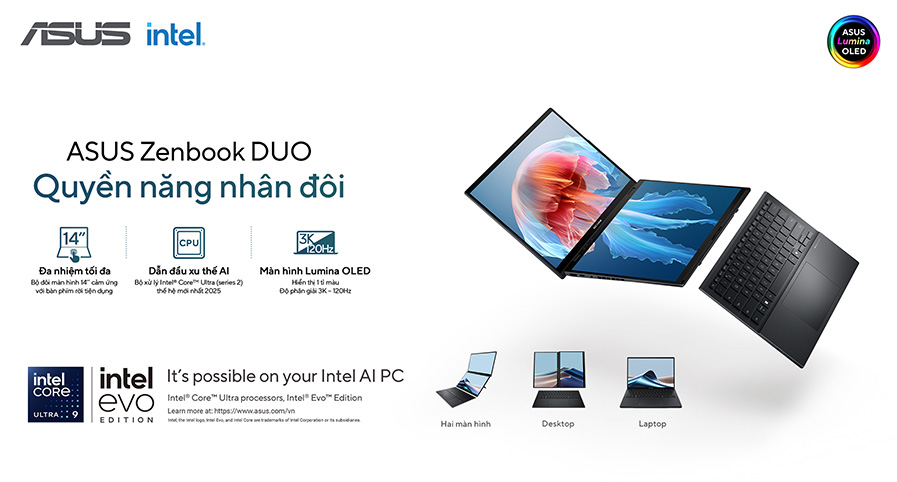 ASUS intel.
ASUS
Lumina
OLED
ASUS Zenbook DUO
Quyền năng nhân đôi
14"
CPU
3K
120Hz
Đa nhiệm tối đa
Bộ đôi màn hình 14" cảm ứng
với bàn phím rời tiện dụng
Dẫn đầu xu thế AI
Bộ xử lý Intel® Core™ Ultra (series 2)
thế hệ mới nhất 2025
Màn hình Lumina OLED
Hiển thị 1 tỉ màu
Độ phân giải 3K - 120Hz
intel
CORE
ULTRA 9
intel
evo
EDITION
It's possible on your Intel AI PC
Intel® Core™ Ultra processors, Intel® Evo™ Edition
Learn more at: https://www.asus.com/vn
Intel, the Intel logo, Intel Evo, and Intel Core are trademarks of Intel Corporation or its subsidiaries.
Hai màn hình
Desktop
Laptop